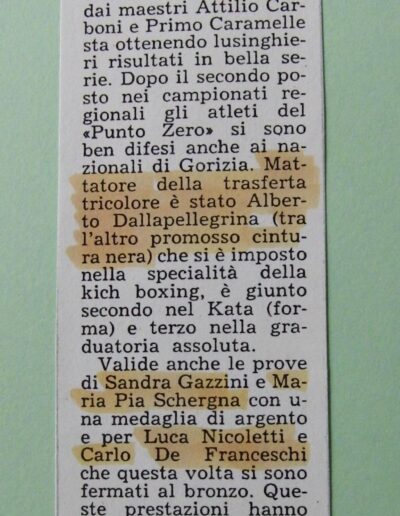 dai maestri Attilio Car-
boni e Primo Caramelle
sta ottenendo lusinghie-
ri risultati in bella se-
rie. Dopo il secondo po-
sto nei campionati re-
gionali gli atleti del
«Punto Zero» si sono
ben difesi anche ai na-
zionali di Gorizia. Mat-
tatore della trasferta
tricolore è stato Alber-
to Dallapellegrina (tra
l'altro promosso cintu-
ra nera) che si è imposto
nella specialità della
kich boxing, è giunto
secondo nel Kata (for-
ma) e terzo nella gra-
duatoria assoluta.
Valide anche le prove
di Sandra Gazzini e Ma-
ria Pia Schergna con u-
na medaglia di argento
e per Luca Nicoletti e
Carlo De Franceschi
che questa volta si sono
fermati al bronzo. Que-
ste prestazioni hanno